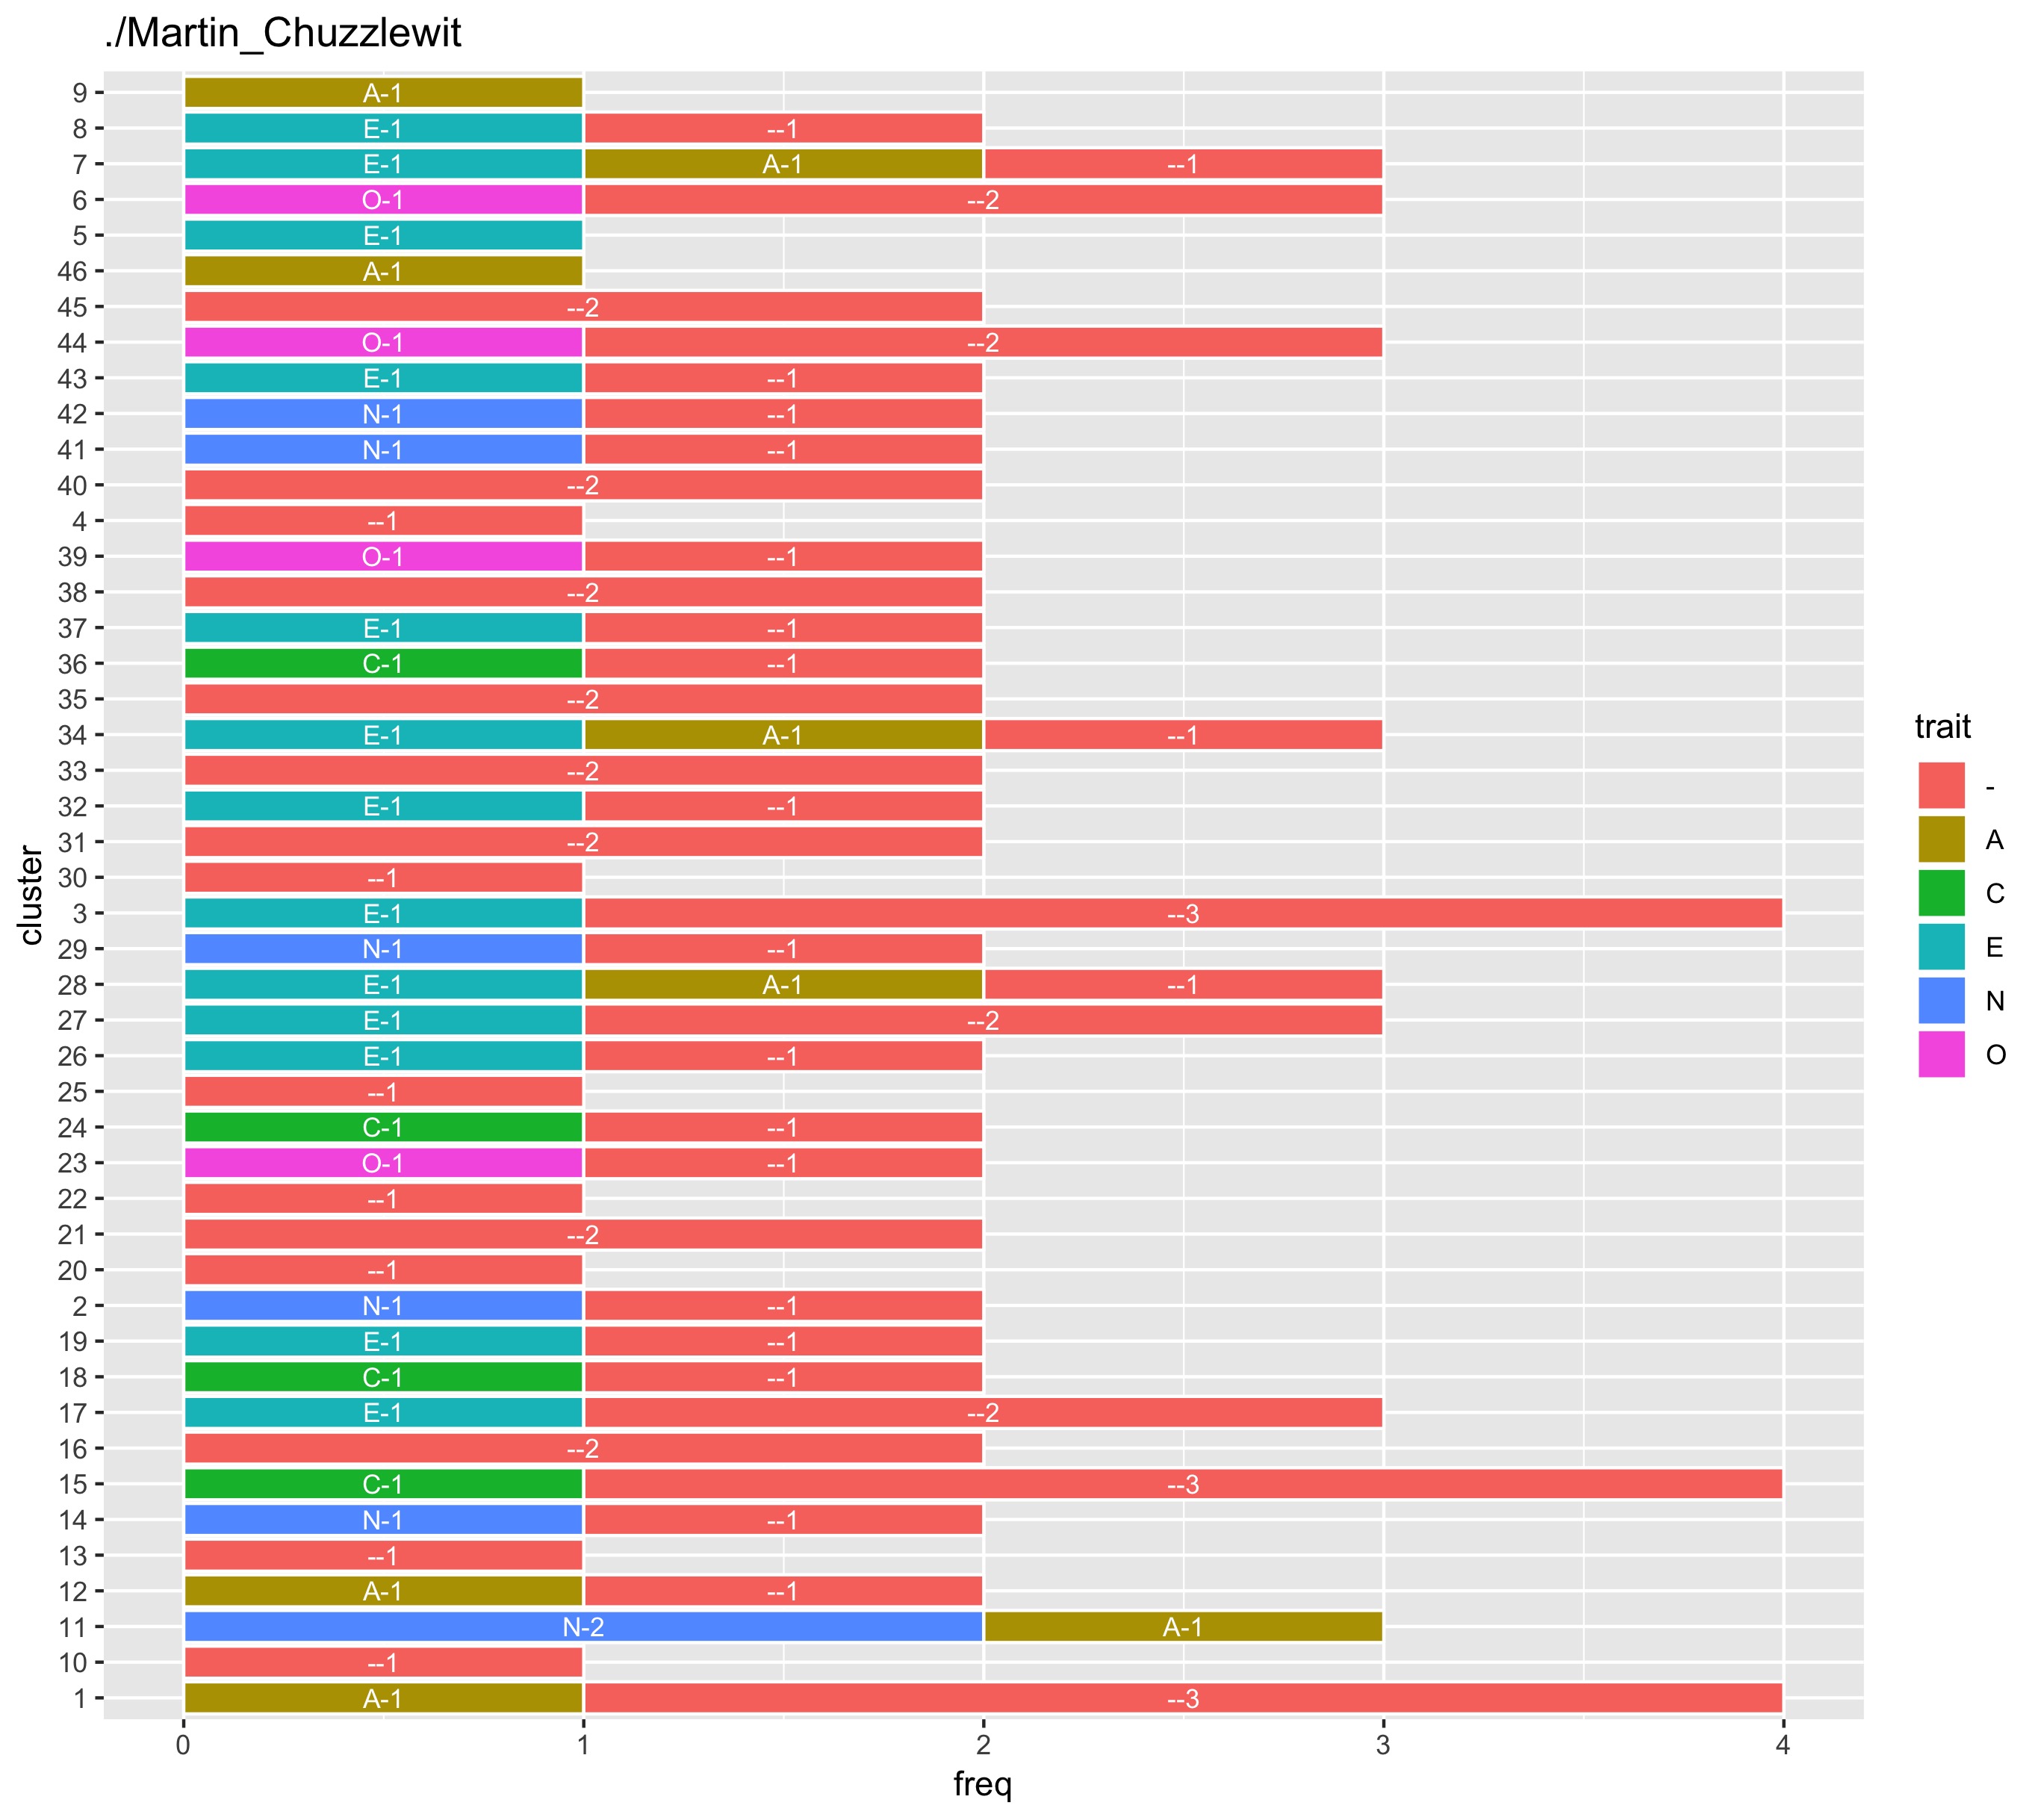 ./Martin_Chuzzlewit
9 A-1
8 E-1 --1
7 E-1 A-1 --1
6 O-1 --2
5 E-1
46 A-1
45 --2
44 O-1 --2
43 E-1 --1
42 N-1 --1
41 N-1 --1
40 --2
4 --1
39 O-1 --1
38 --2
37 E-1 --1
36 C-1 --1
35 --2
34 E-1 A-1 --1
33 --2
32 E-1 --1
31 --2
30 --1
3 E-1 --3
29 N-1 --1
28 E-1 A-1 --1
27 E-1 --2
26 E-1 --1
25 --1
24 C-1 --1
23 O-1 --1
22 --1
21 --2
20 --1
2 N-1 --1
19 E-1 --1
18 C-1 --1
17 E-1 --2
16 --2
15 C-1 --3
14 N-1 --1
13 --1
12 A-1 --1
11 N-2 A-1
10 --1
1 A-1 --3
0 1 2 3 4
freq
cluster
trait
-
A
C
E
N
O